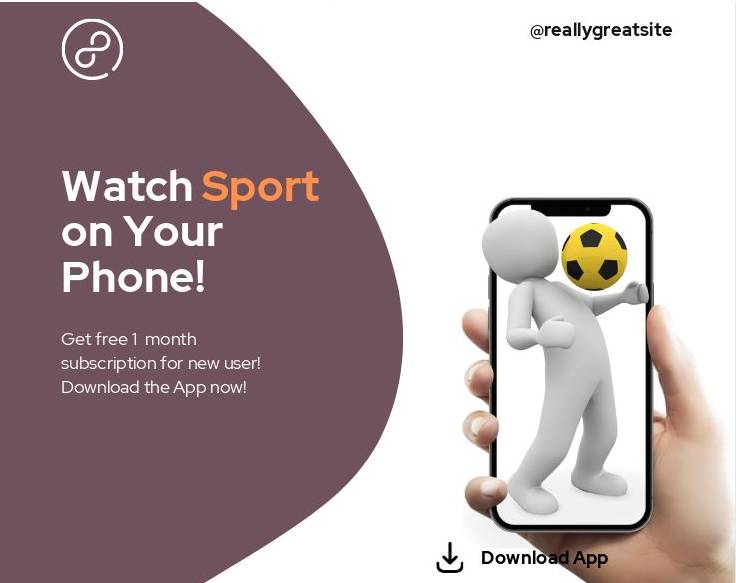 @reallygreatsite
Watch Sport
on Your
Phone!
Get free 1 month
subscription for new user!
Download the App now!
Download App